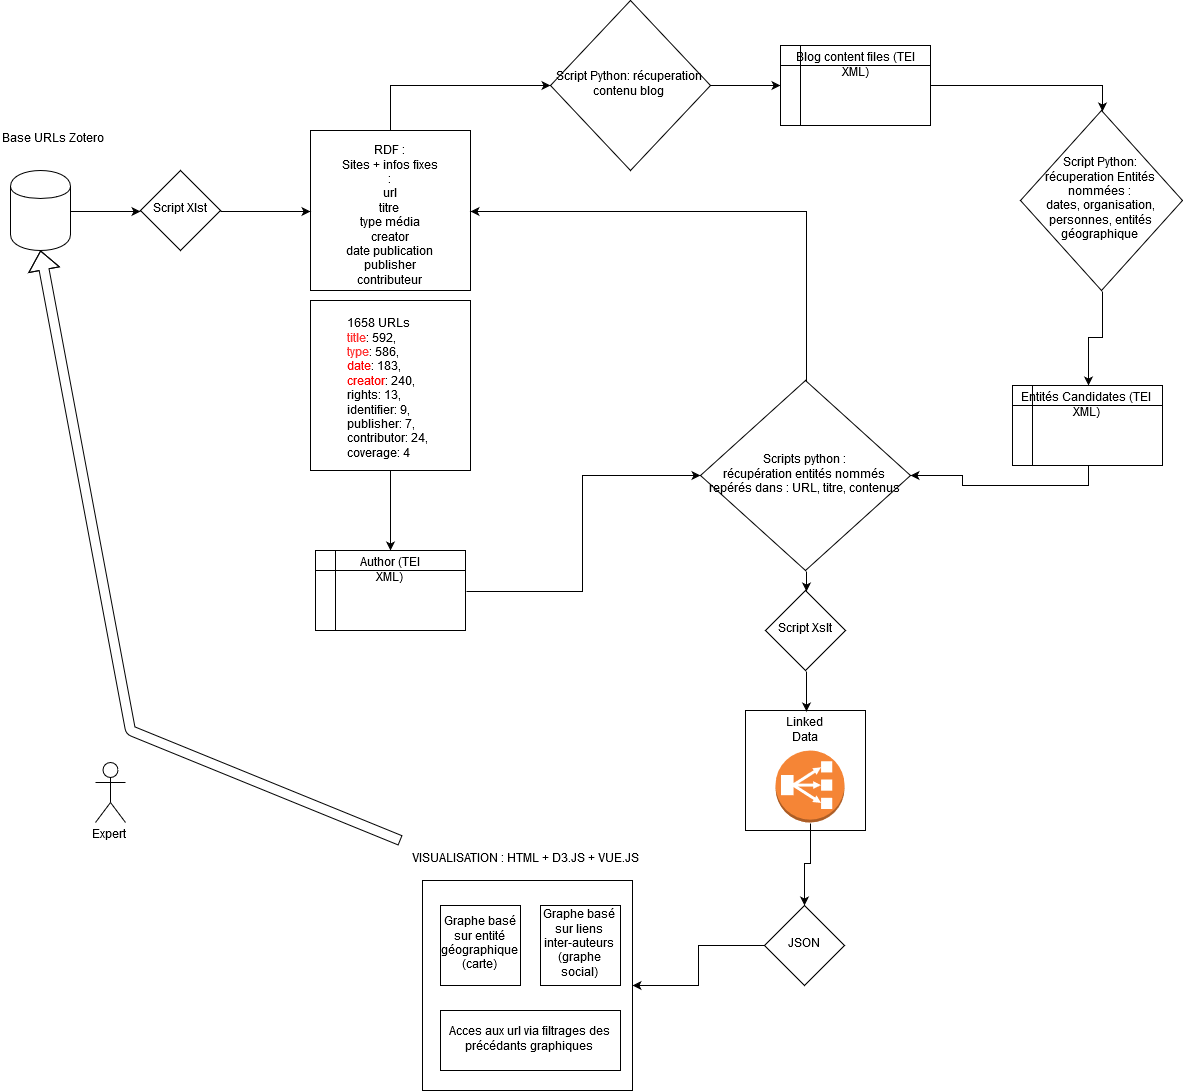 Base URLs Zotero
Script Xlst
RDF :
Sites + infos fixes
:
url
titre
type média
creator
date publication
publisher
contributeur
Script Python: récuperation
contenu blog
Blog content files (TEI
XML)
Script Python:
récuperation Entités
nommées :
dates, organisation,
personnes, entités
géographique
1658 URLs
title: 592,
type: 586,
date: 183,
creator: 240,
rights: 13,
identifier: 9,
publisher: 7,
contributor: 24,
coverage: 4
Entités Candidates (TEI
XML)
Scripts python :
récupération entités nommés
repérés dans : URL, titre, contenus
Author (TEI
XML)
Script Xslt
Linked
Data
Expert
VISUALISATION : HTML + D3.JS + VUE.JS
Graphe basé
sur entité
géographique
(carte)
Graphe basé
sur liens
inter-auteurs
(graphe
social)
JSON
Acces aux url via filtrages des
précédants graphiques